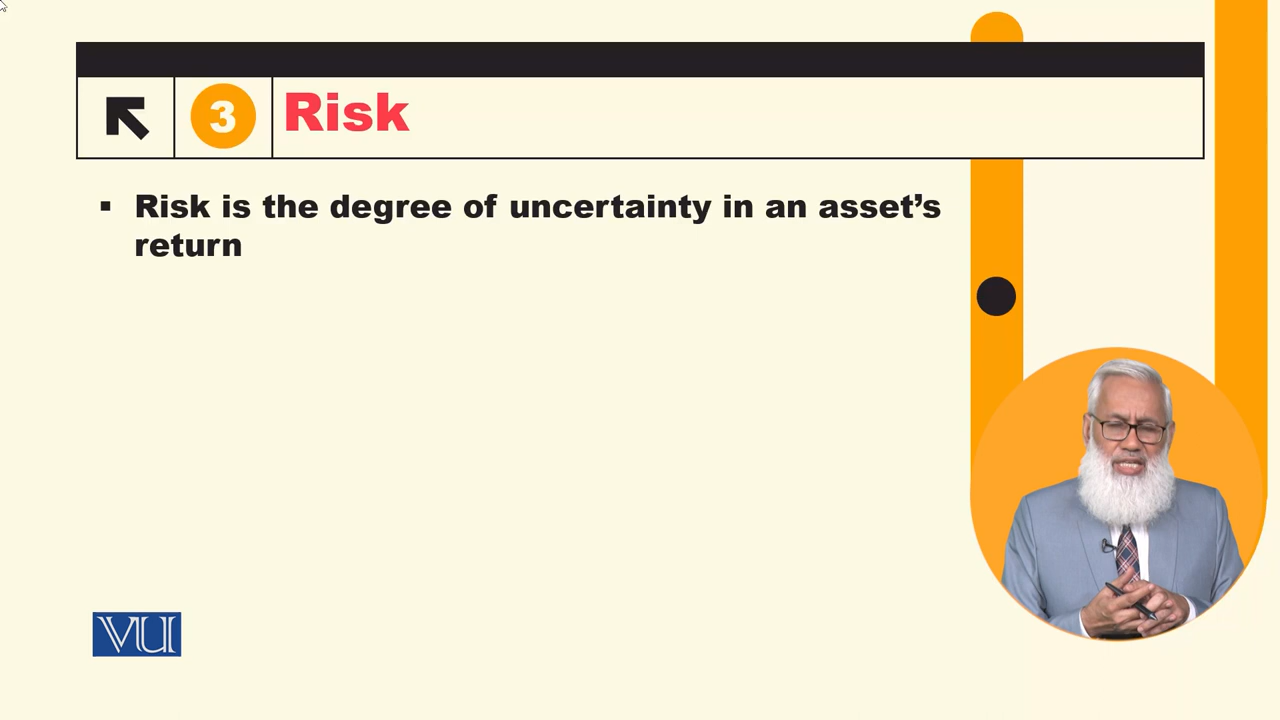 3 Risk
▪ Risk is the degree of uncertainty in an asset’s
return
VU